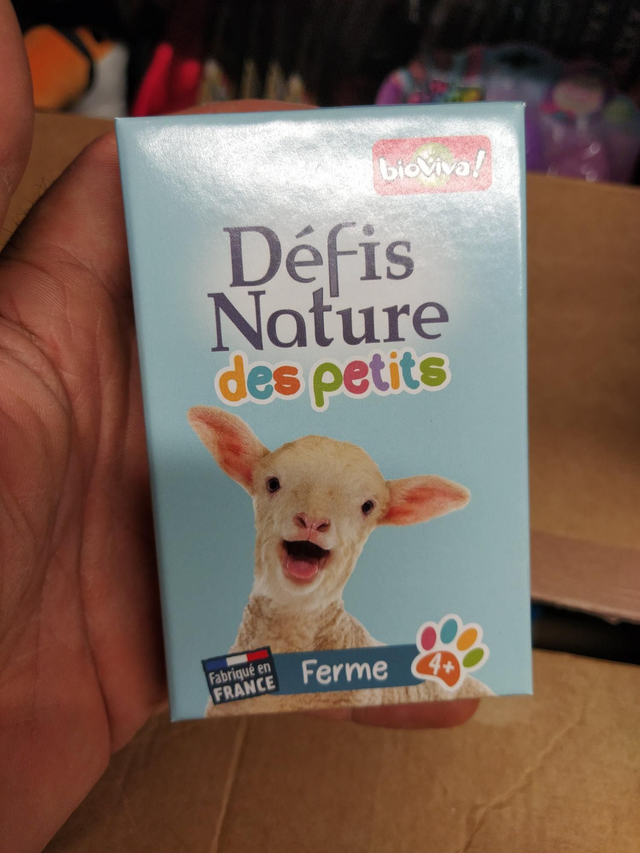 bioviva!
Défis
Nature
des petits
Fabriqué en
FRANCE
Ferme
4+